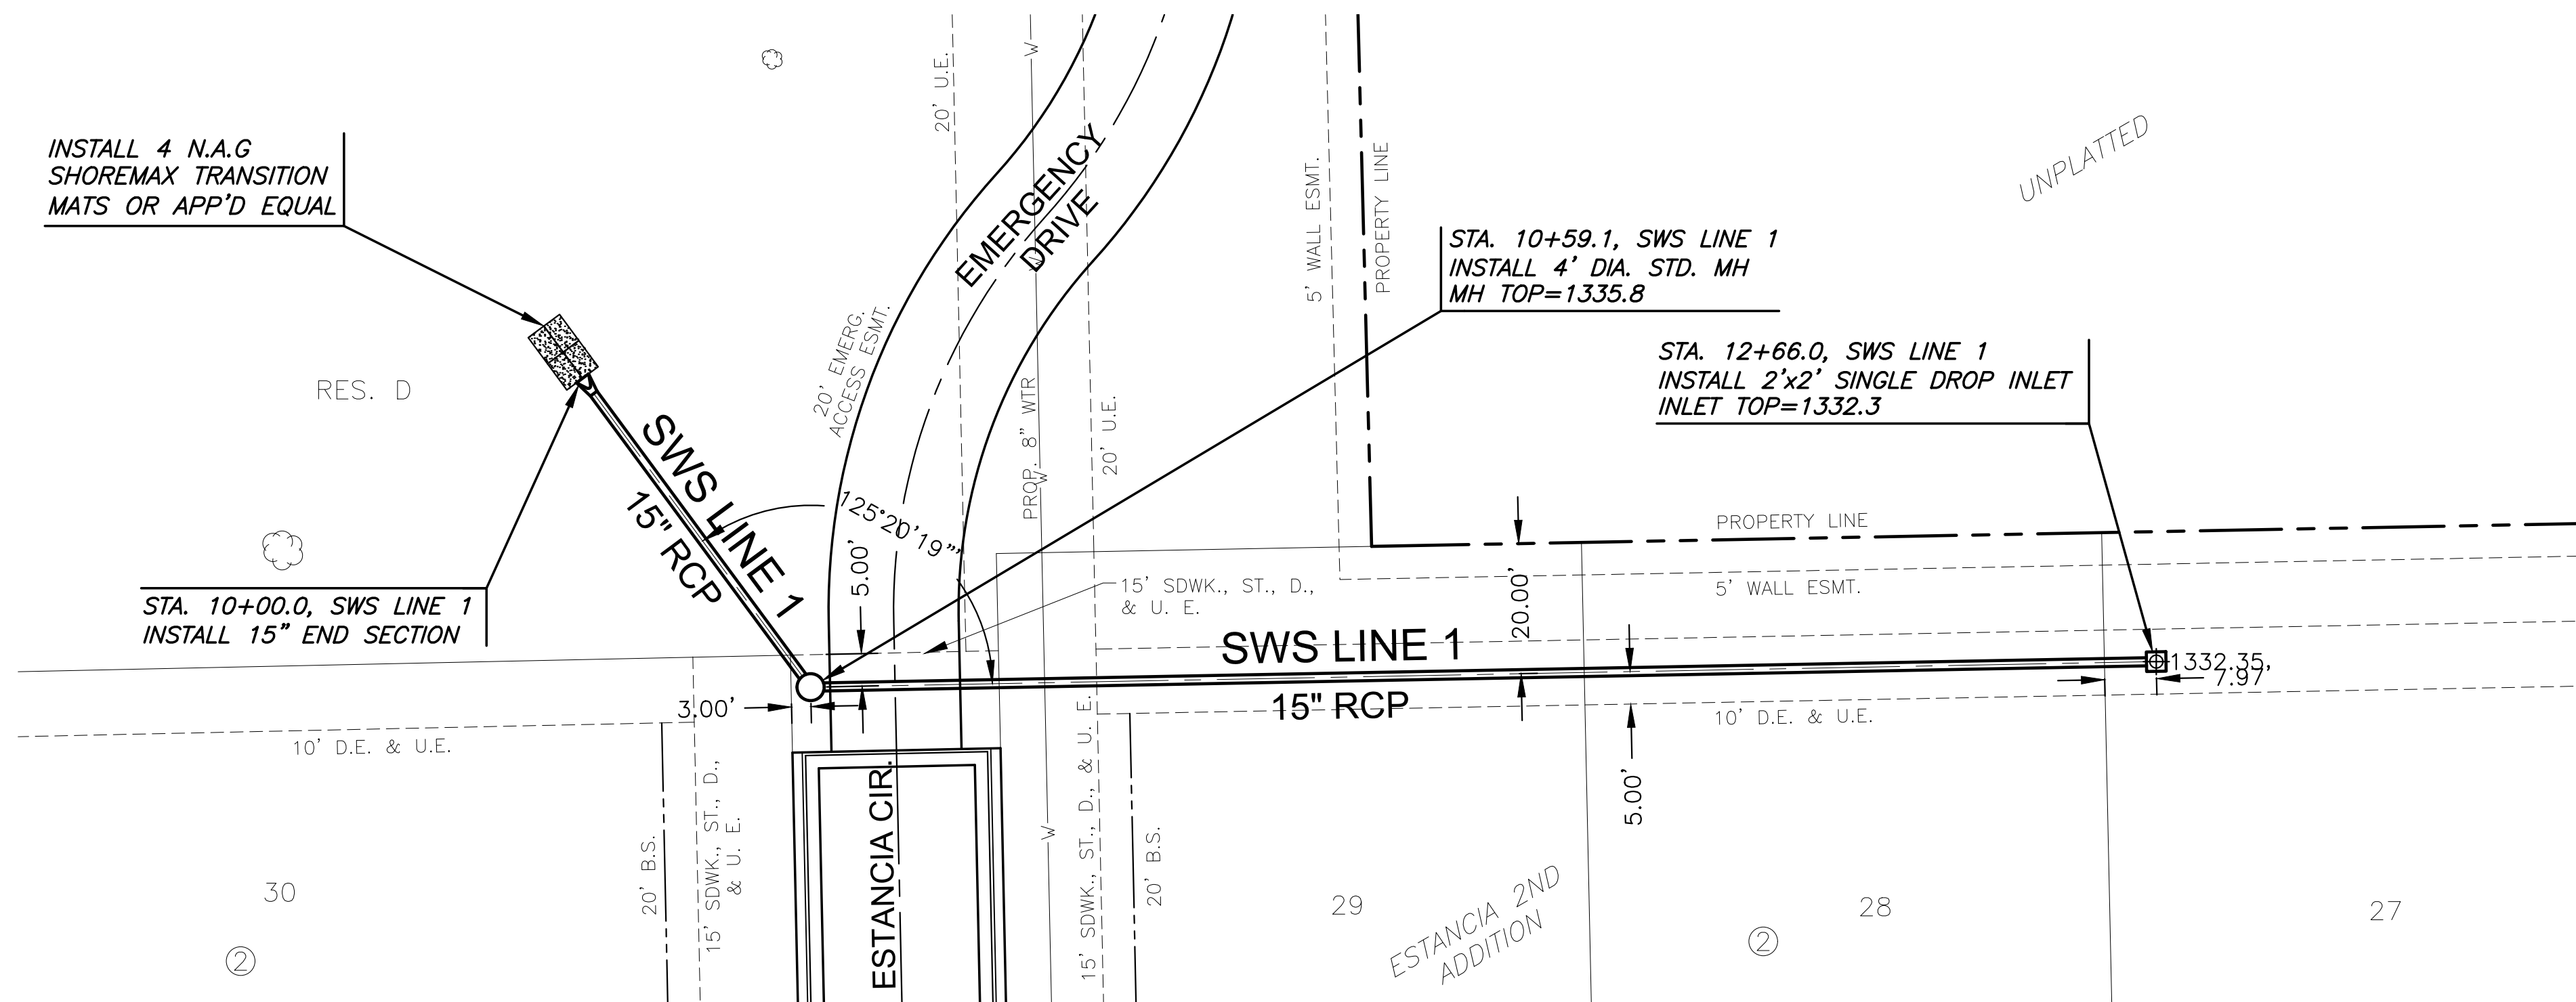 INSTALL 4 N.A.G
SHOREMAX TRANSITION
MATS OR APP'D EQUAL
RES. D
STA. 10+00.0, SWS LINE 1
INSTALL 15" END SECTION
SWS LINE 1
15" RCP
125°20'19"
20' EMERG.
ACCESS ESMT.
EMERGENCY
DRIVE
20' U.E.
W
PROP. 8" WTR
W
20' U.E.
W
5' WALL ESMT.
PROPERTY LINE
UNPLATTED
STA. 10+59.1, SWS LINE 1
INSTALL 4' DIA. STD. MH
MH TOP=1335.8
STA. 12+66.0, SWS LINE 1
INSTALL 2'x2' SINGLE DROP INLET
INLET TOP=1332.3
PROPERTY LINE
5' WALL ESMT.
5.00'
15' SDWK., ST., D.,
& U. E.
20.00'
SWS LINE 1
15" RCP
1332.35,
7.97'
3.00'
10' D.E. & U.E.
10' D.E. & U.E.
5.00'
20' B.S.
15' SDWK., ST., D.,
& U. E.
ESTANCIA CIR.
W
15' SDWK., ST., D., & U. E.
20' B.S.
30
2
29
ESTANCIA 2ND
ADDITION
28
2
27